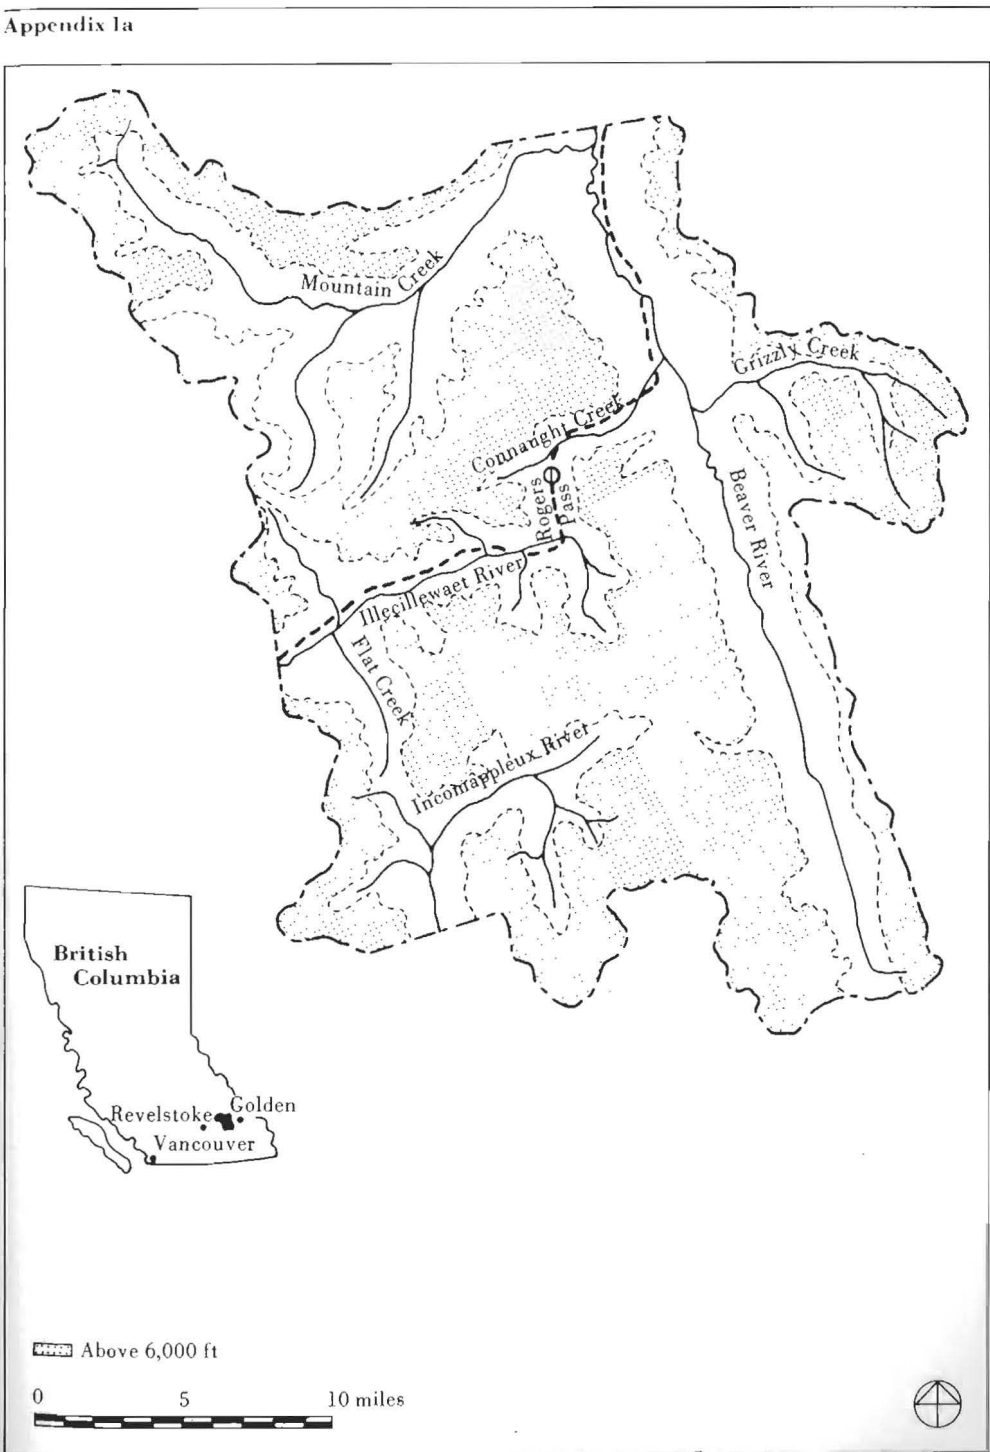 Appendix 1a
Mountain Creek
Grizzly Creek
Connaught Creek
Rogers
Pass
Beaver River
Illecillewaet River
Flat Creek
Incomappleux River
British
Columbia
Revelstoke
Golden
Vancouver
Above 6,000 ft
0 5 10 miles